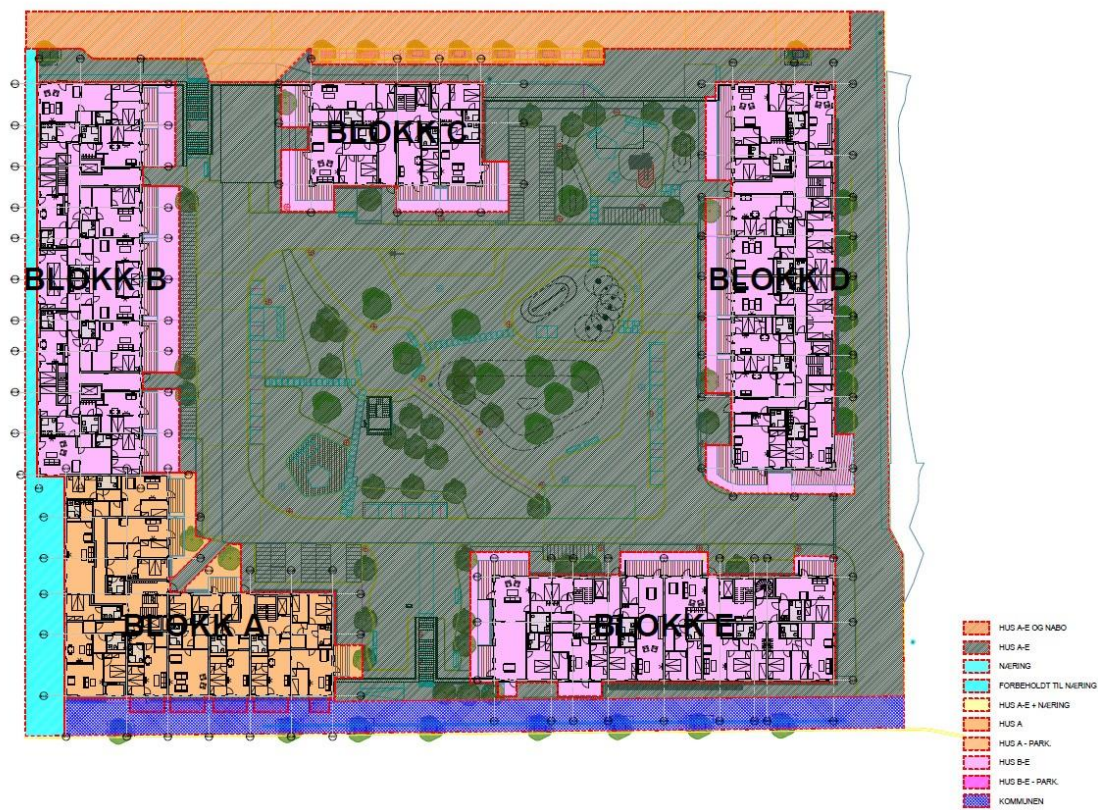 BLOKK C
BLOKK B
BLOKK D
BLOKK A
BLOKK E
HUS A-E OG NABO
HUS A-E
NÆRING
FORBEHOLDT TIL NÆRING
HUS A-E + NÆRING
HUS A
HUS A - PARK.
HUS B-E
HUS B-E - PARK.
KOMMUNEN